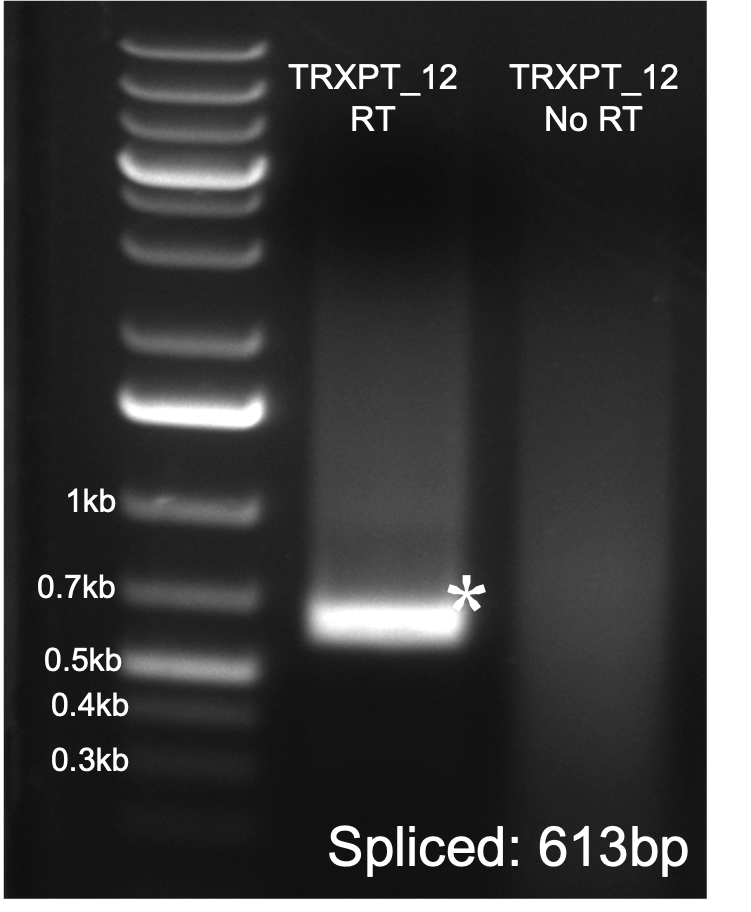 TRXPT_12
RT
TRXPT_12
No RT
1kb
0.7kb
*
0.5kb
0.4kb
0.3kb
Spliced: 613bp